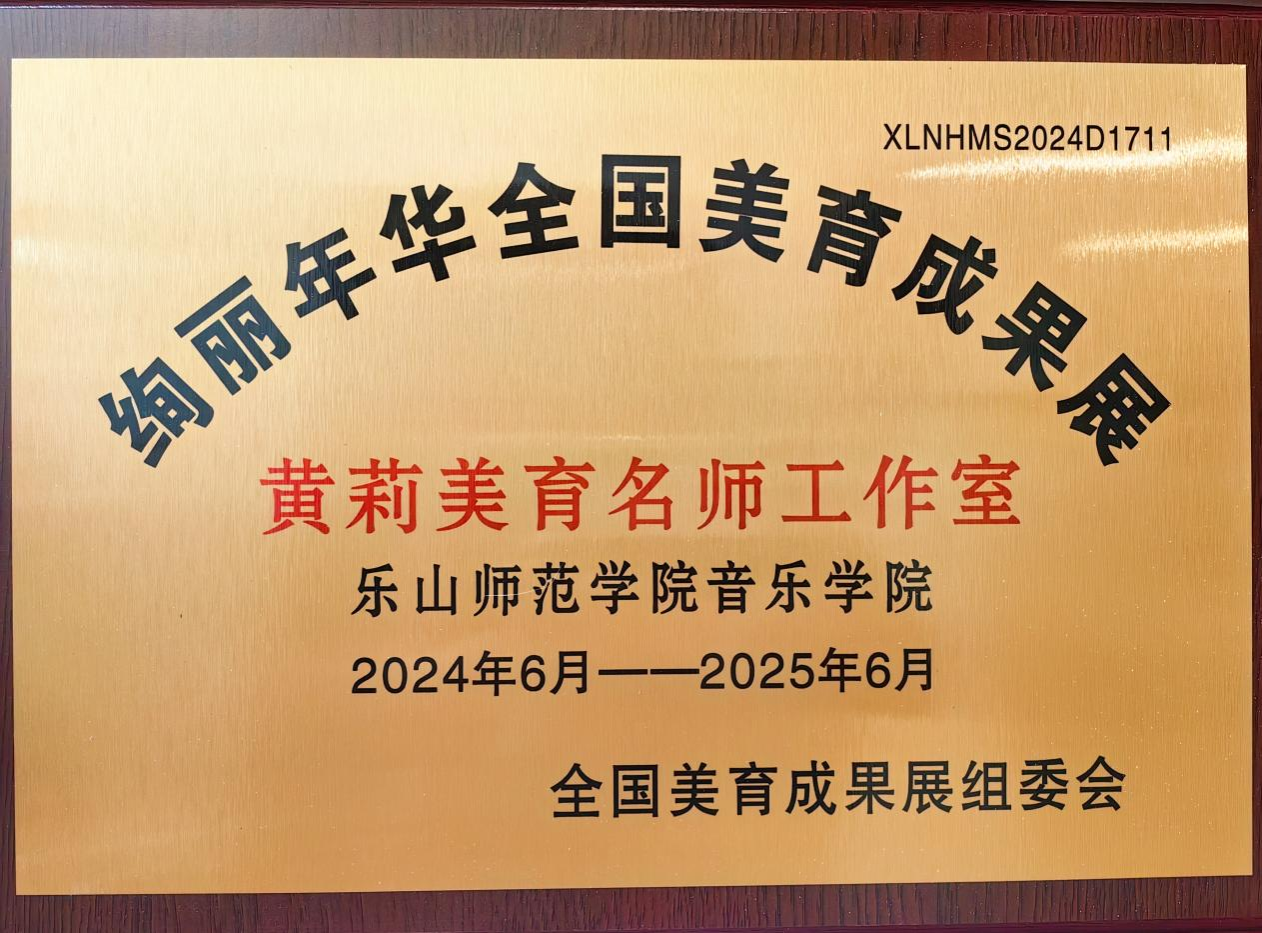 XLNHMS2024D1711
绚丽年华全国美育成果展
黄莉美育名师工作室
乐山师范学院音乐学院
2024年6月——2025年6月
全国美育成果展组委会